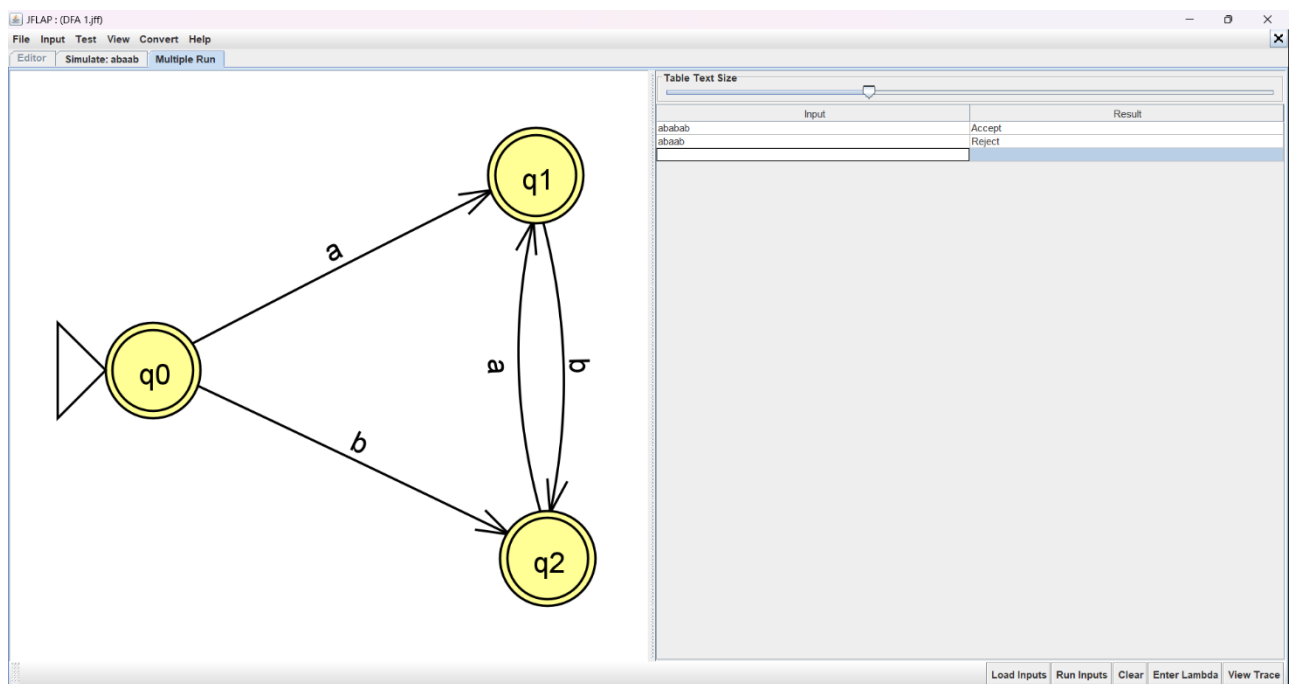 JFLAP : (DFA 1.jff)
File Input Test View Convert Help
Editor Simulate: abaab Multiple Run
Table Text Size
Input Result
ababab Accept
abaab Reject
q1
a
q0
a b
b
q2
Load Inputs Run Inputs Clear Enter Lambda View Trace